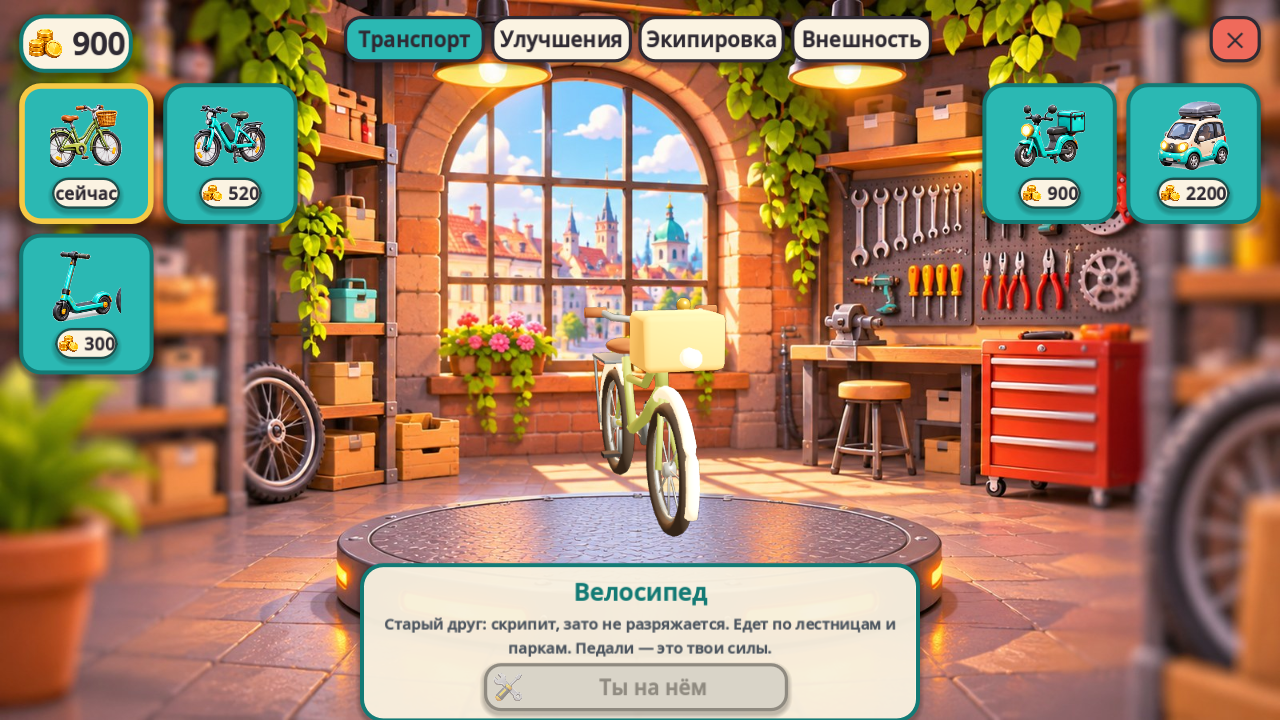 900
Транспорт
Улучшения
Экипировка
Внешность
сейчас
520
900
2200
300
Велосипед
Старый друг: скрипит, зато не разряжается. Едет по лестницам и
паркам. Педали — это твои силы.
Ты на нём